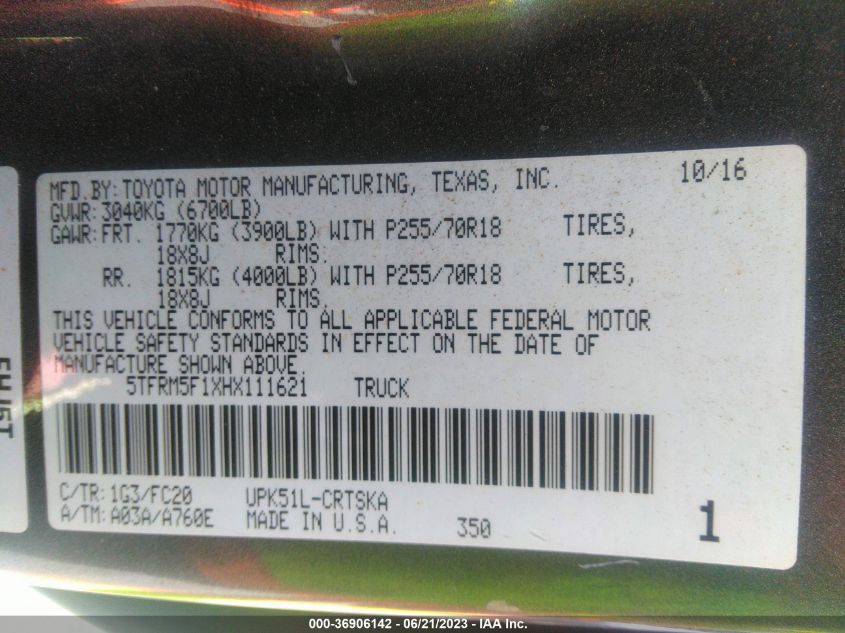 MFD.BY:TOYOTA MOTOR MANUFACTURING, TEXAS, INC. 10/16
GVWR:3040KG (6700LB)
GAWR:FRT. 1770KG (3900LB) WITH P255/70R18 TIRES,
18X8J RIMS.
RR. 1815KG (4000LB) WITH P255/70R18 TIRES,
18X8J RIMS.
THIS VEHICLE CONFORMS TO ALL APPLICABLE FEDERAL MOTOR
VEHICLE SAFETY STANDARDS IN EFFECT ON THE DATE OF
MANUFACTURE SHOWN ABOVE.
5TFRM5F1XHX111621 TRUCK
C/TR:1G3/FC20 UPK51L-CRTSKA
A/TM:A03A/A760E MADE IN U.S.A. 350 1
000-36906142 - 06/21/2023 - IAA Inc.